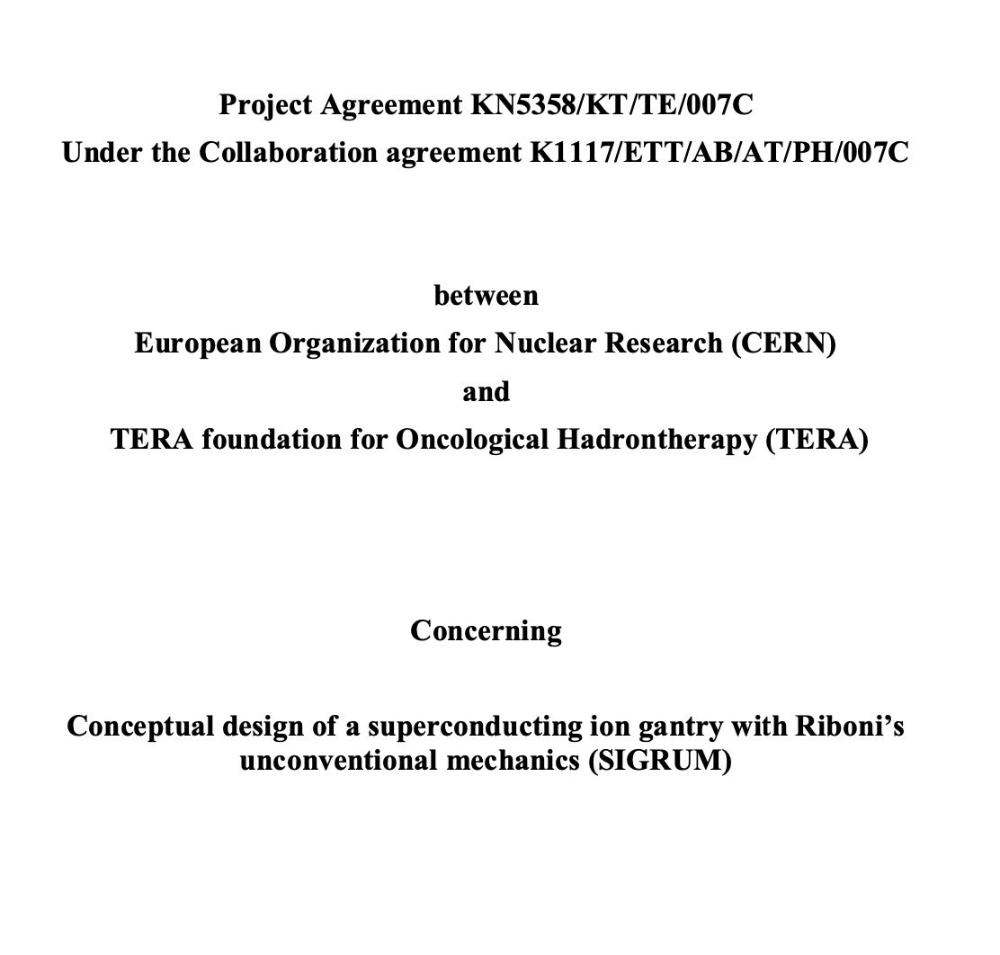 Project Agreement KN5358/KT/TE/007C
Under the Collaboration agreement K1117/ETT/AB/AT/PH/007C
between
European Organization for Nuclear Research (CERN)
and
TERA foundation for Oncological Hadrontherapy (TERA)
Concerning
Conceptual design of a superconducting ion gantry with Riboni’s
unconventional mechanics (SIGRUM)